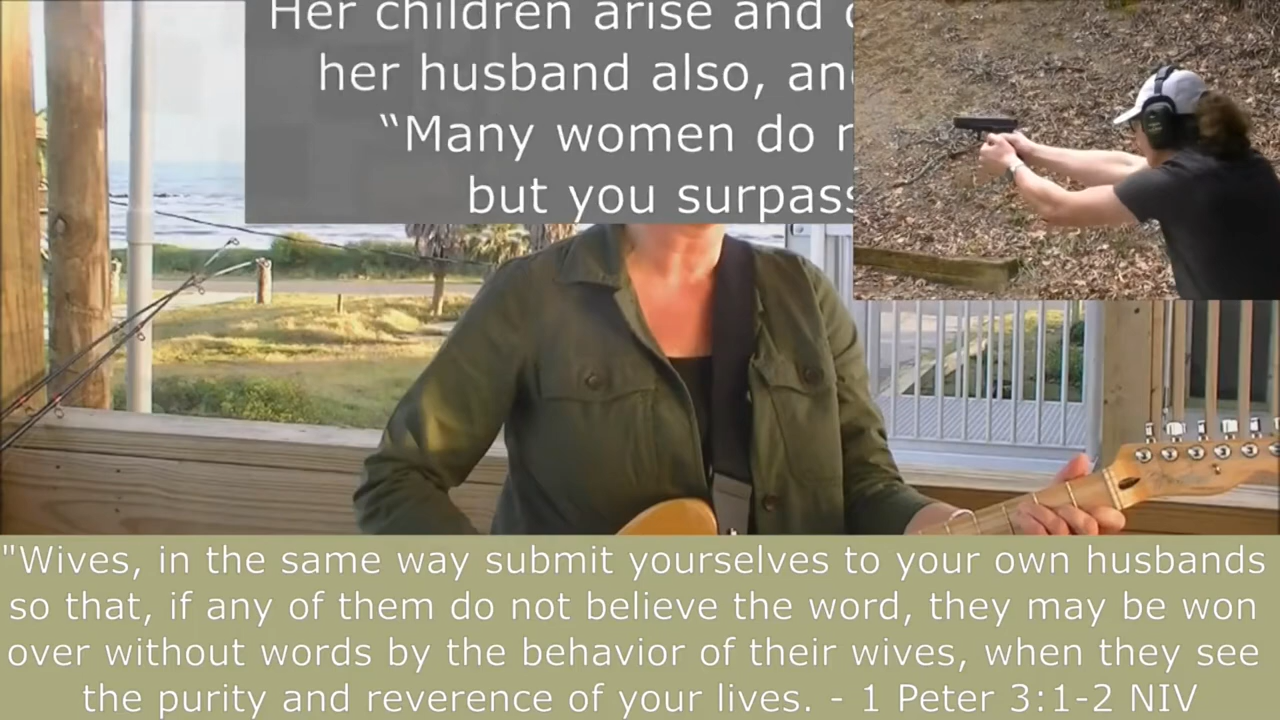 Her children arise and
her husband also, an
“Many women do
but you surpass
"Wives, in the same way submit yourselves to your own husbands
so that, if any of them do not believe the word, they may be won
over without words by the behavior of their wives, when they see
the purity and reverence of your lives. - 1 Peter 3:1-2 NIV